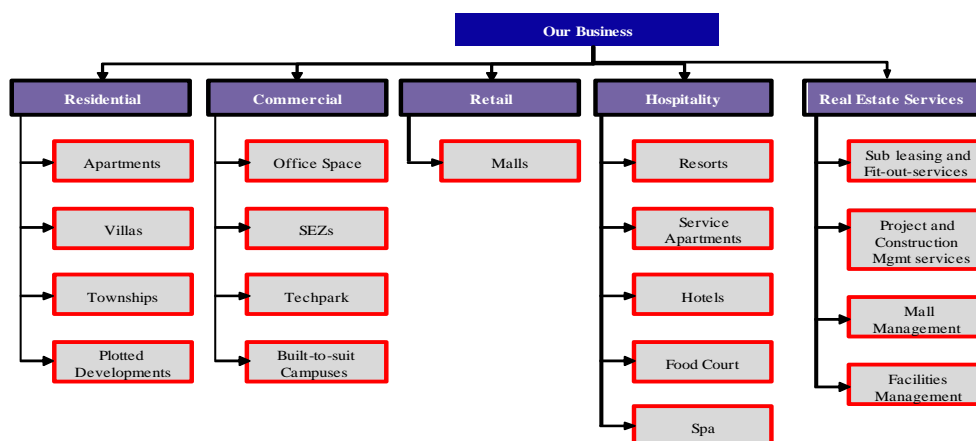 Our Business
Residential
Commercial
Retail
Hospitality
Real Estate Services
Apartments
Villas
Townships
Plotted
Developments
Office Space
SEZs
Techpark
Built-to-suit
Campuses
Malls
Resorts
Service
Apartments
Hotels
Food Court
Spa
Sub leasing and
Fit-out-services
Project and
Construction
Mgmt services
Mall
Management
Facilities
Management